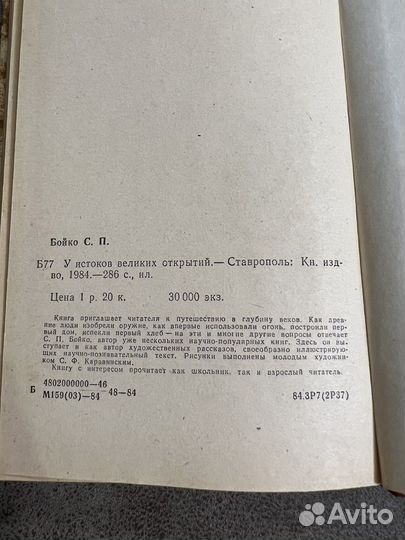 Бойко С. П.
Б77 У истоков великих открытий.— Ставрополь: Кн. изд-
во, 1984.—286 с., ил.
Цена 1 р. 20 к. 30 000 экз.
Книга приглашает читателя к путешествию в глубину веков. Как древ-
ние люди изобрели оружие, как впервые использовали огонь, построили пер-
вый дом, испекли первый хлеб — на эти и многие другие вопросы отвечает
С. П. Бойко, автор уже нескольких научно-популярных книг. Здесь он вы-
ступает и как автор художественных рассказов, своеобразно иллюстрирую-
щих научно-познавательный текст. Рисунки выполнены молодым художни-
ком С. Ф.
Книгу с интересом прочитает как школьник, так и взрослый читатель.
Б 4802000000—46
М159(03)—84 48—84 84.3Р7(2Р37)
Avito